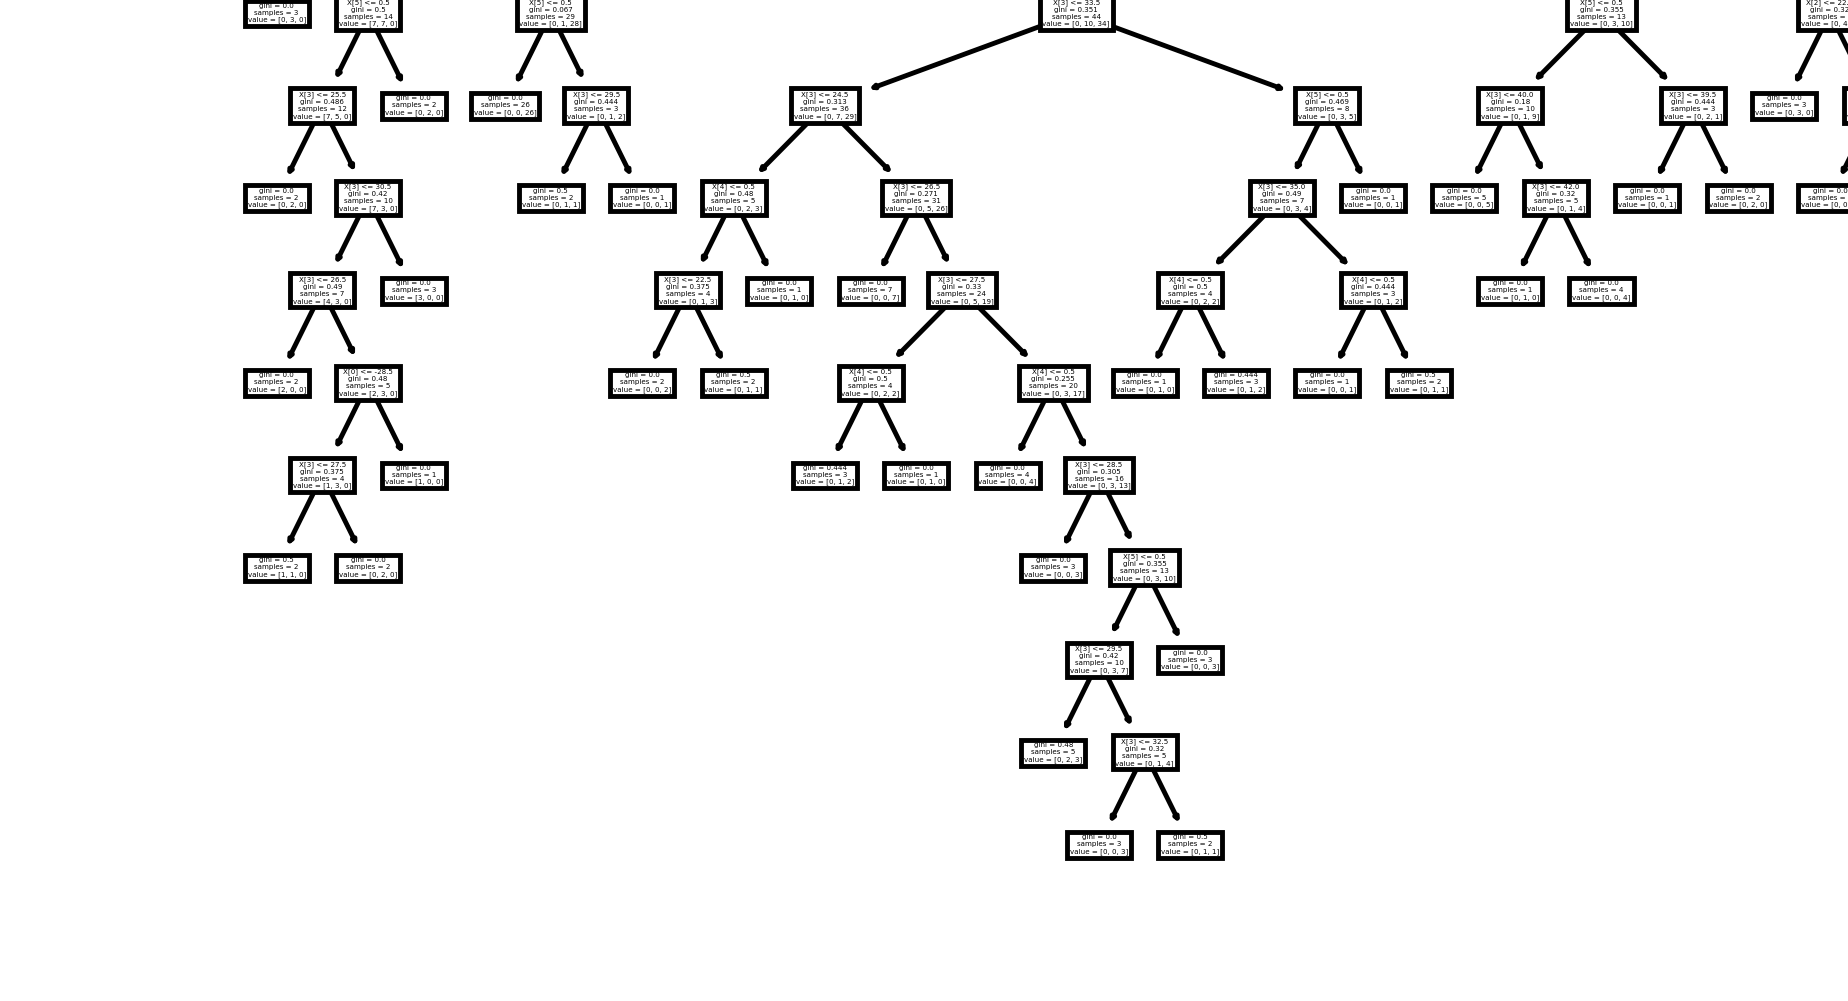 gini = 0.0
samples = 3
value = [0, 3, 0]
X[5] <= 0.5
gini = 0.5
samples = 14
value = [7, 7, 0]
X[5] <= 0.5
gini = 0.067
samples = 29
value = [0, 1, 28]
X[3] <= 33.5
gini = 0.351
samples = 44
value = [0, 10, 34]
X[5] <= 0.5
gini = 0.355
samples = 13
value = [0, 3, 10]
X[2] <= 22.
gini = 0.32
samples =
value = [0, 4
X[3] <= 25.5
gini = 0.486
samples = 12
value = [7, 5, 0]
gini = 0.0
samples = 2
value = [0, 2, 0]
gini = 0.0
samples = 26
value = [0, 0, 26]
X[3] <= 29.5
gini = 0.444
samples = 3
value = [0, 1, 2]
X[3] <= 24.5
gini = 0.313
samples = 36
value = [0, 7, 29]
X[5] <= 0.5
gini = 0.469
samples = 8
value = [0, 3, 5]
X[3] <= 40.0
gini = 0.18
samples = 10
value = [0, 1, 9]
X[3] <= 39.5
gini = 0.444
samples = 3
value = [0, 2, 1]
gini = 0.0
samples = 3
value = [0, 3, 0]
gini = 0.0
samples = 2
value = [0, 2, 0]
X[3] <= 30.5
gini = 0.42
samples = 10
value = [7, 3, 0]
gini = 0.5
samples = 2
value = [0, 1, 1]
gini = 0.0
samples = 1
value = [0, 0, 1]
X[4] <= 0.5
gini = 0.48
samples = 5
value = [0, 2, 3]
X[3] <= 26.5
gini = 0.271
samples = 31
value = [0, 5, 26]
X[3] <= 35.0
gini = 0.49
samples = 7
value = [0, 3, 4]
gini = 0.0
samples = 1
value = [0, 0, 1]
gini = 0.0
samples = 5
value = [0, 0, 5]
X[3] <= 42.0
gini = 0.32
samples = 5
value = [0, 1, 4]
gini = 0.0
samples = 1
value = [0, 0, 1]
gini = 0.0
samples = 2
value = [0, 2, 0]
gini = 0.0
samples =
value = [0, 0
X[3] <= 26.5
gini = 0.49
samples = 7
value = [4, 3, 0]
gini = 0.0
samples = 3
value = [3, 0, 0]
X[3] <= 22.5
gini = 0.375
samples = 4
value = [0, 1, 3]
gini = 0.0
samples = 1
value = [0, 1, 0]
gini = 0.0
samples = 7
value = [0, 0, 7]
X[3] <= 27.5
gini = 0.33
samples = 24
value = [0, 5, 19]
X[4] <= 0.5
gini = 0.5
samples = 4
value = [0, 2, 2]
X[4] <= 0.5
gini = 0.444
samples = 3
value = [0, 1, 2]
gini = 0.0
samples = 1
value = [0, 1, 0]
gini = 0.0
samples = 4
value = [0, 0, 4]
gini = 0.0
samples = 2
value = [2, 0, 0]
X[0] <= -28.5
gini = 0.48
samples = 5
value = [2, 3, 0]
gini = 0.0
samples = 2
value = [0, 0, 2]
gini = 0.5
samples = 2
value = [0, 1, 1]
X[4] <= 0.5
gini = 0.5
samples = 4
value = [0, 2, 2]
X[4] <= 0.5
gini = 0.255
samples = 20
value = [0, 3, 17]
gini = 0.0
samples = 1
value = [0, 1, 0]
gini = 0.444
samples = 3
value = [0, 1, 2]
gini = 0.0
samples = 1
value = [0, 0, 1]
gini = 0.5
samples = 2
value = [0, 1, 1]
X[3] <= 27.5
gini = 0.375
samples = 4
value = [1, 3, 0]
gini = 0.0
samples = 1
value = [1, 0, 0]
gini = 0.444
samples = 3
value = [0, 1, 2]
gini = 0.0
samples = 1
value = [0, 1, 0]
gini = 0.0
samples = 4
value = [0, 0, 4]
X[3] <= 28.5
gini = 0.305
samples = 16
value = [0, 3, 13]
gini = 0.5
samples = 2
value = [1, 1, 0]
gini = 0.0
samples = 2
value = [0, 2, 0]
gini = 0.0
samples = 3
value = [0, 0, 3]
X[5] <= 0.5
gini = 0.355
samples = 13
value = [0, 3, 10]
X[3] <= 29.5
gini = 0.42
samples = 10
value = [0, 3, 7]
gini = 0.0
samples = 3
value = [0, 0, 3]
gini = 0.48
samples = 5
value = [0, 2, 3]
X[3] <= 32.5
gini = 0.32
samples = 5
value = [0, 1, 4]
gini = 0.0
samples = 3
value = [0, 0, 3]
gini = 0.5
samples = 2
value = [0, 1, 1]